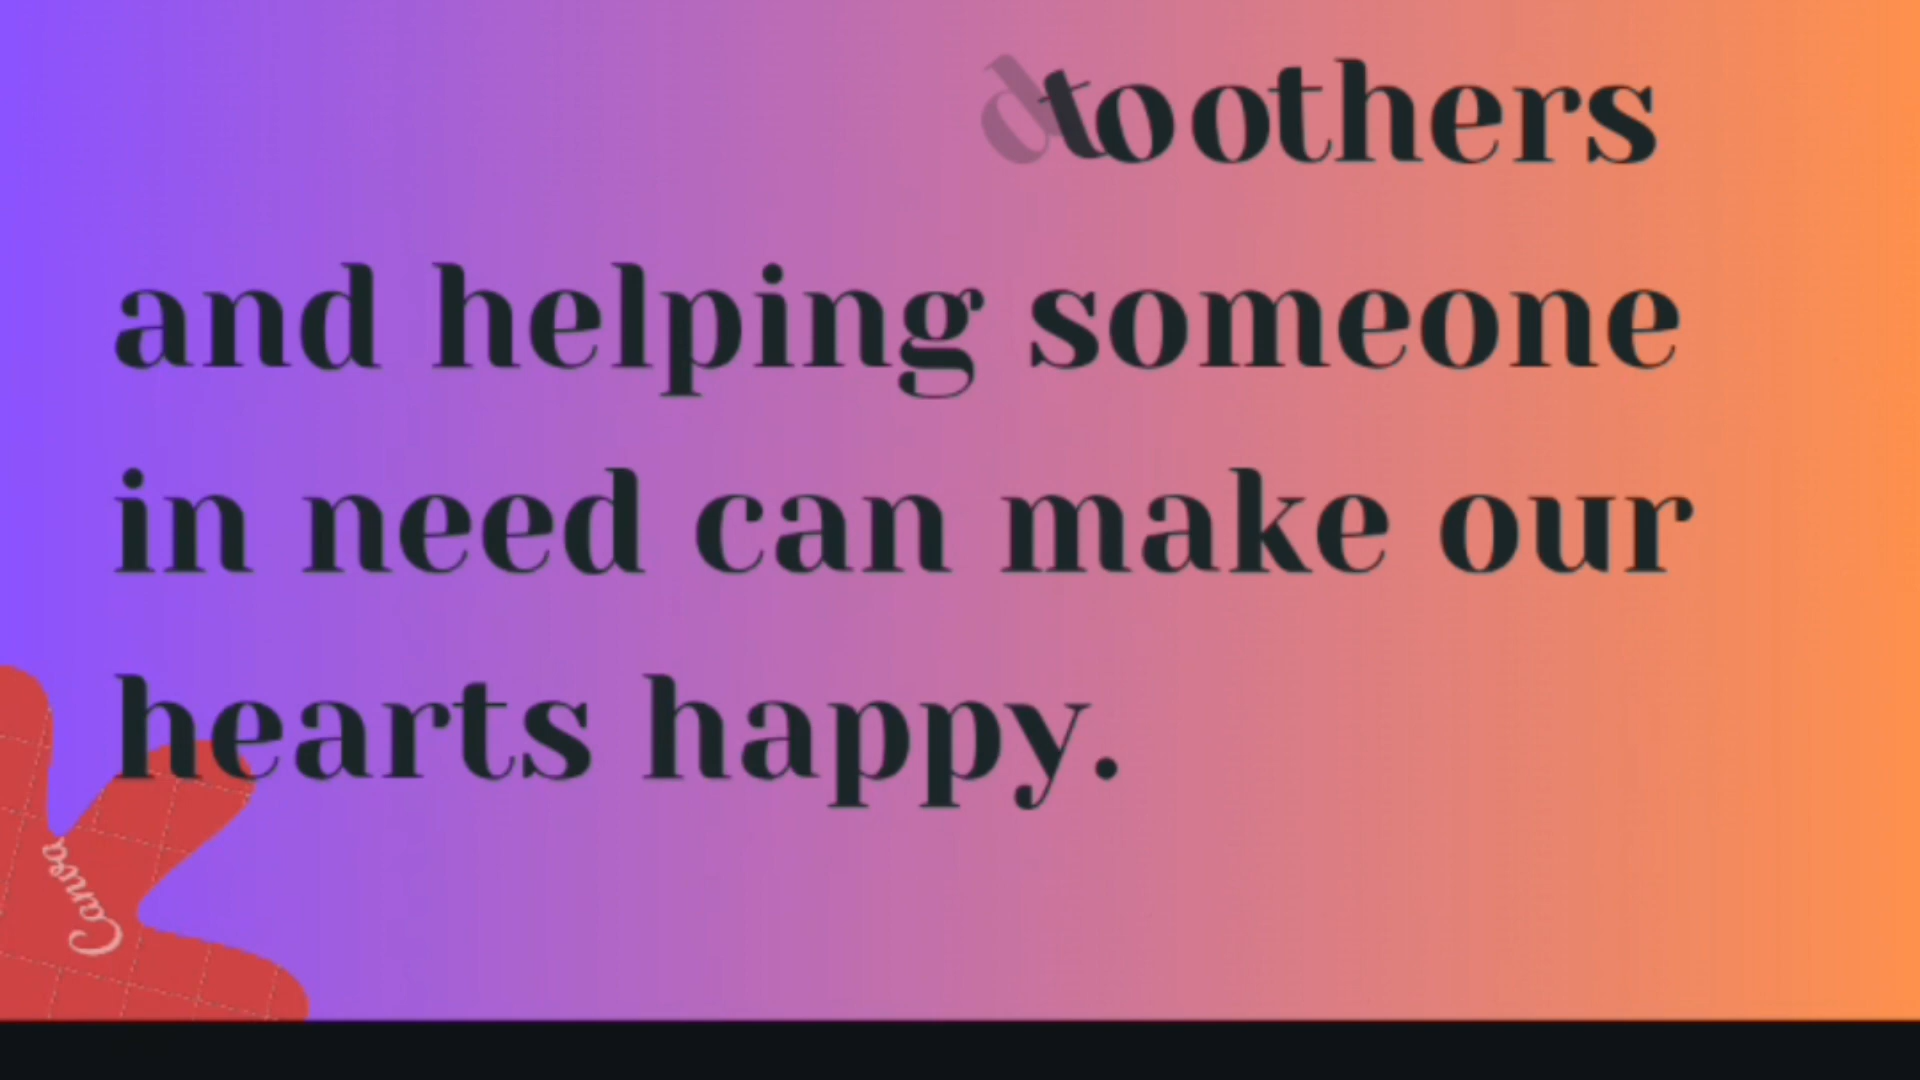 d to others
and helping someone
in need can make our
hearts happy.
Canva